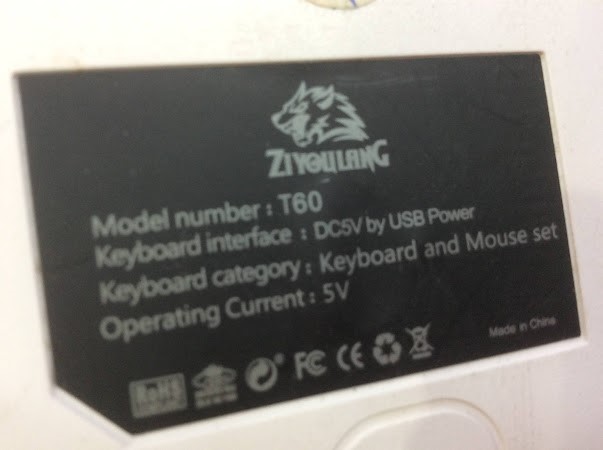 ZIYOULANG
Model number : T60
Keyboard interface : DC5V by USB Power
Keyboard category : Keyboard and Mouse set
Operating Current : 5V
Made in China
RoHS
FC CE